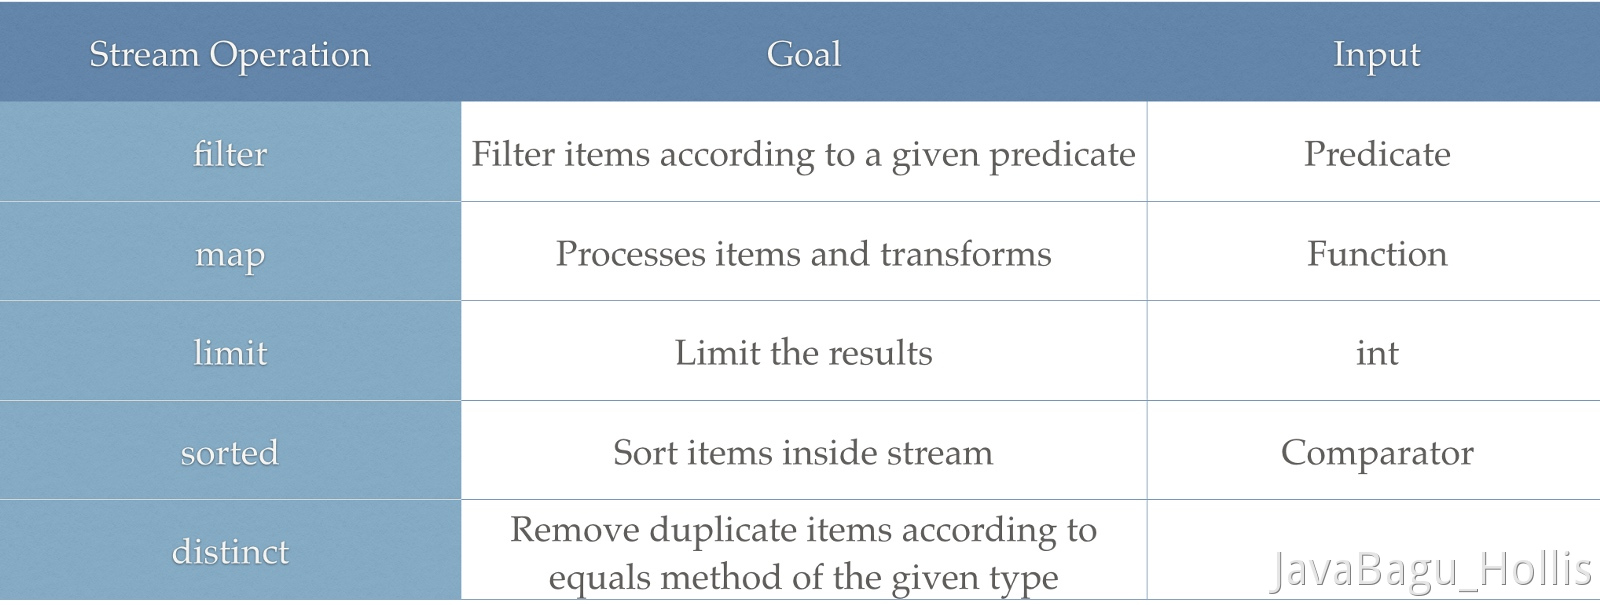 Stream Operation Goal Input
filter Filter items according to a given predicate Predicate
map Processes items and transforms Function
limit Limit the results int
sorted Sort items inside stream Comparator
distinct Remove duplicate items according to
equals method of the given type
JavaBagu_Hollis